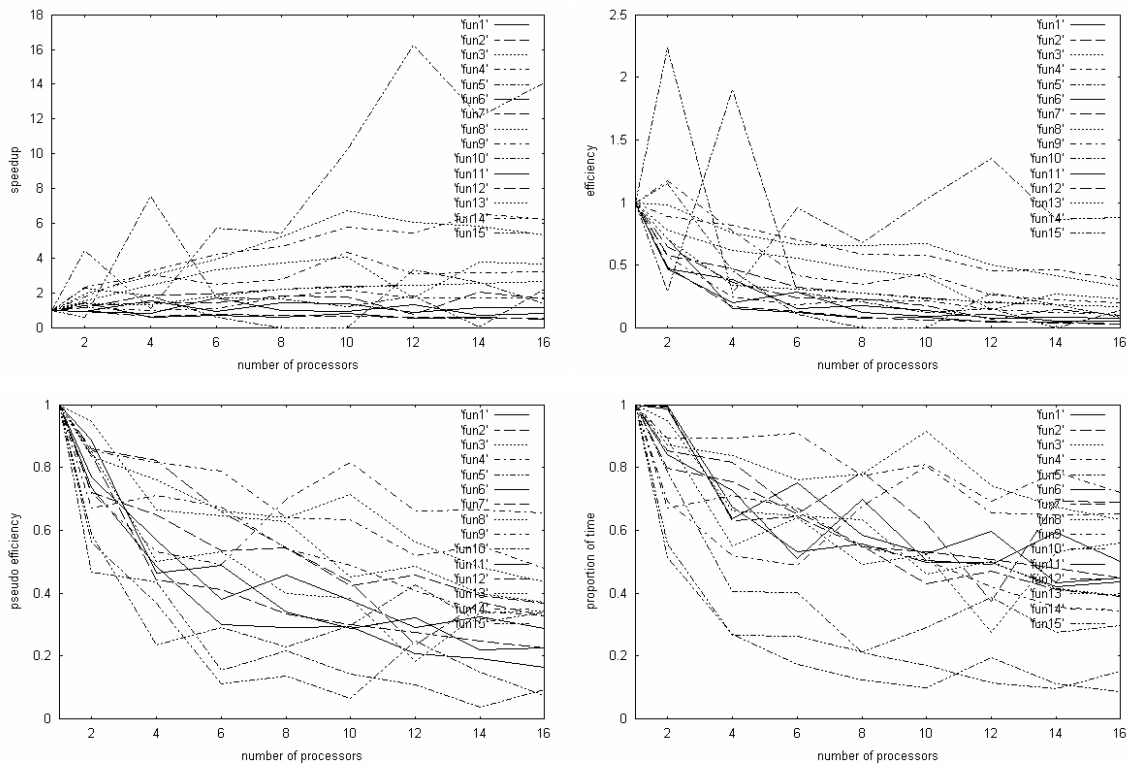 18
16
14
12
10
8
6
4
2
0
speedup
2 4 6 8 10 12 14 16
number of processors
'fun1'
'fun2'
'fun3'
'fun4'
'fun5'
'fun6'
'fun7'
'fun8'
'fun9'
'fun10'
'fun11'
'fun12'
'fun13'
'fun14'
'fun15'
2.5
2
1.5
1
0.5
0
efficiency
2 4 6 8 10 12 14 16
number of processors
'fun1'
'fun2'
'fun3'
'fun4'
'fun5'
'fun6'
'fun7'
'fun8'
'fun9'
'fun10'
'fun11'
'fun12'
'fun13'
'fun14'
'fun15'
1
0.8
0.6
0.4
0.2
0
pseudo efficiency
2 4 6 8 10 12 14 16
number of processors
'fun1'
'fun2'
'fun3'
'fun4'
'fun5'
'fun6'
'fun7'
'fun8'
'fun9'
'fun10'
'fun11'
'fun12'
'fun13'
'fun14'
'fun15'
1
0.8
0.6
0.4
0.2
0
proportion of time
2 4 6 8 10 12 14 16
number of processors
'fun1'
'fun2'
'fun3'
'fun4'
'fun5'
'fun6'
'fun7'
'fun8'
'fun9'
'fun10'
'fun11'
'fun12'
'fun13'
'fun14'
'fun15'